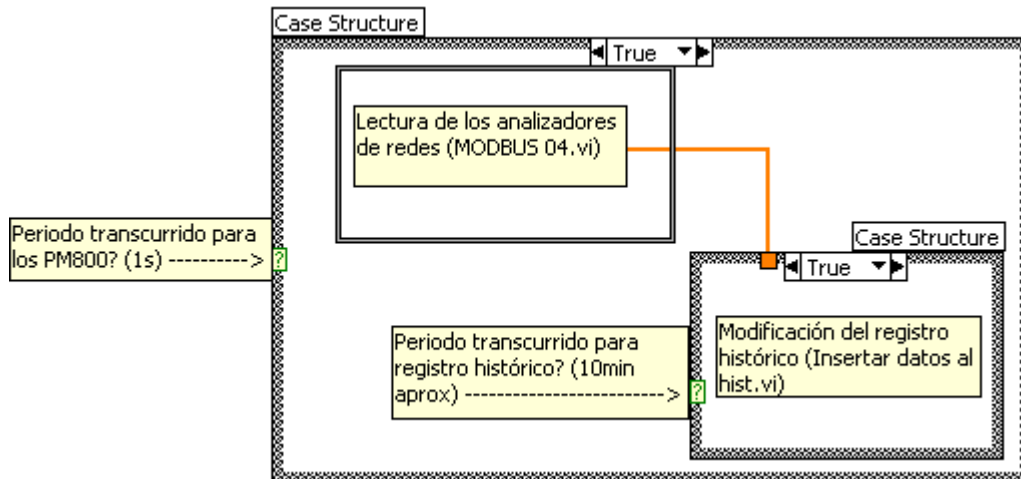 Case Structure
True
Lectura de los analizadores
de redes (MODBUS 04.vi)
Periodo transcurrido para
los PM800? (1s) ---------->
?
Case Structure
True
Periodo transcurrido para
registro histórico? (10min
aprox) ------------------------->
?
Modificación del registro
histórico (Insertar datos al
hist.vi)